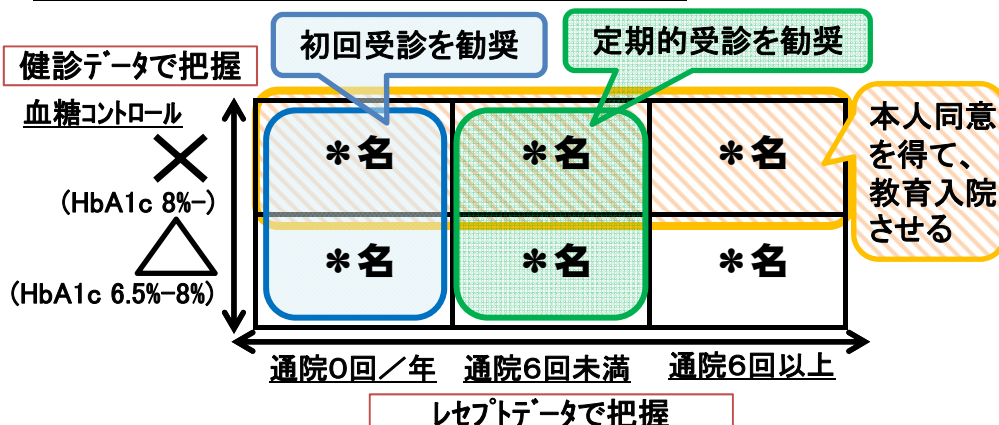 初回受診を勧奨
定期的受診を勧奨
健診データで把握
血糖コントロール
(HbA1c 8%-)
(HbA1c 6.5%-8%)
*名
*名
*名
*名
*名
*名
本人同意
を得て、
教育入院
させる
通院0回/年
通院6回未満
通院6回以上
レセプトデータで把握